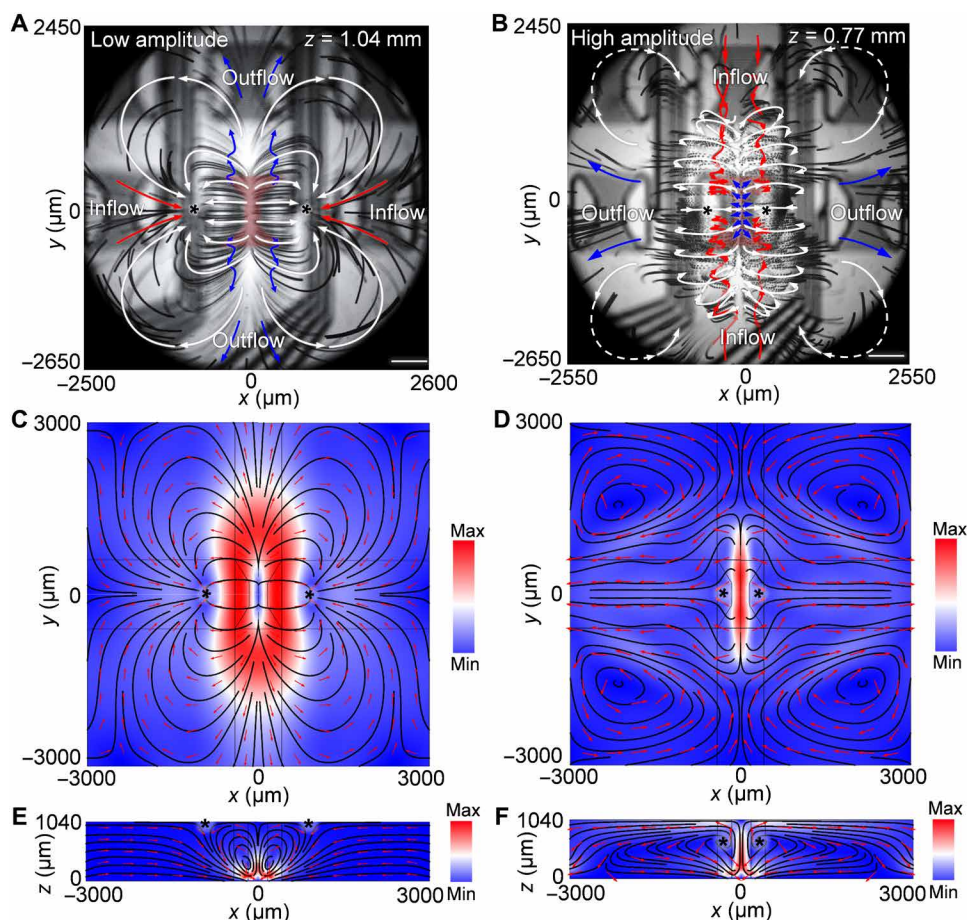 A
2450
Low amplitude
z = 1.04 mm
Outflow
Inflow
*
*
Inflow
y (µm)
0
Outflow
−2650
−2550
0
2600
x (µm)
B
2450
High amplitude
z = 0.77 mm
Inflow
Outflow
*
*
Outflow
y (µm)
0
Inflow
−2650
−2550
0
2550
x (µm)
C
3000
y (µm)
0
*
*
−3000
−3000
0
3000
x (µm)
Max
Min
D
3000
y (µm)
0
*
*
−3000
−3000
0
3000
x (µm)
Max
Min
E
1040
z (µm)
0
*
*
−3000
0
3000
x (µm)
Max
Min
F
1040
z (µm)
0
*
*
−3000
0
3000
x (µm)
Max
Min